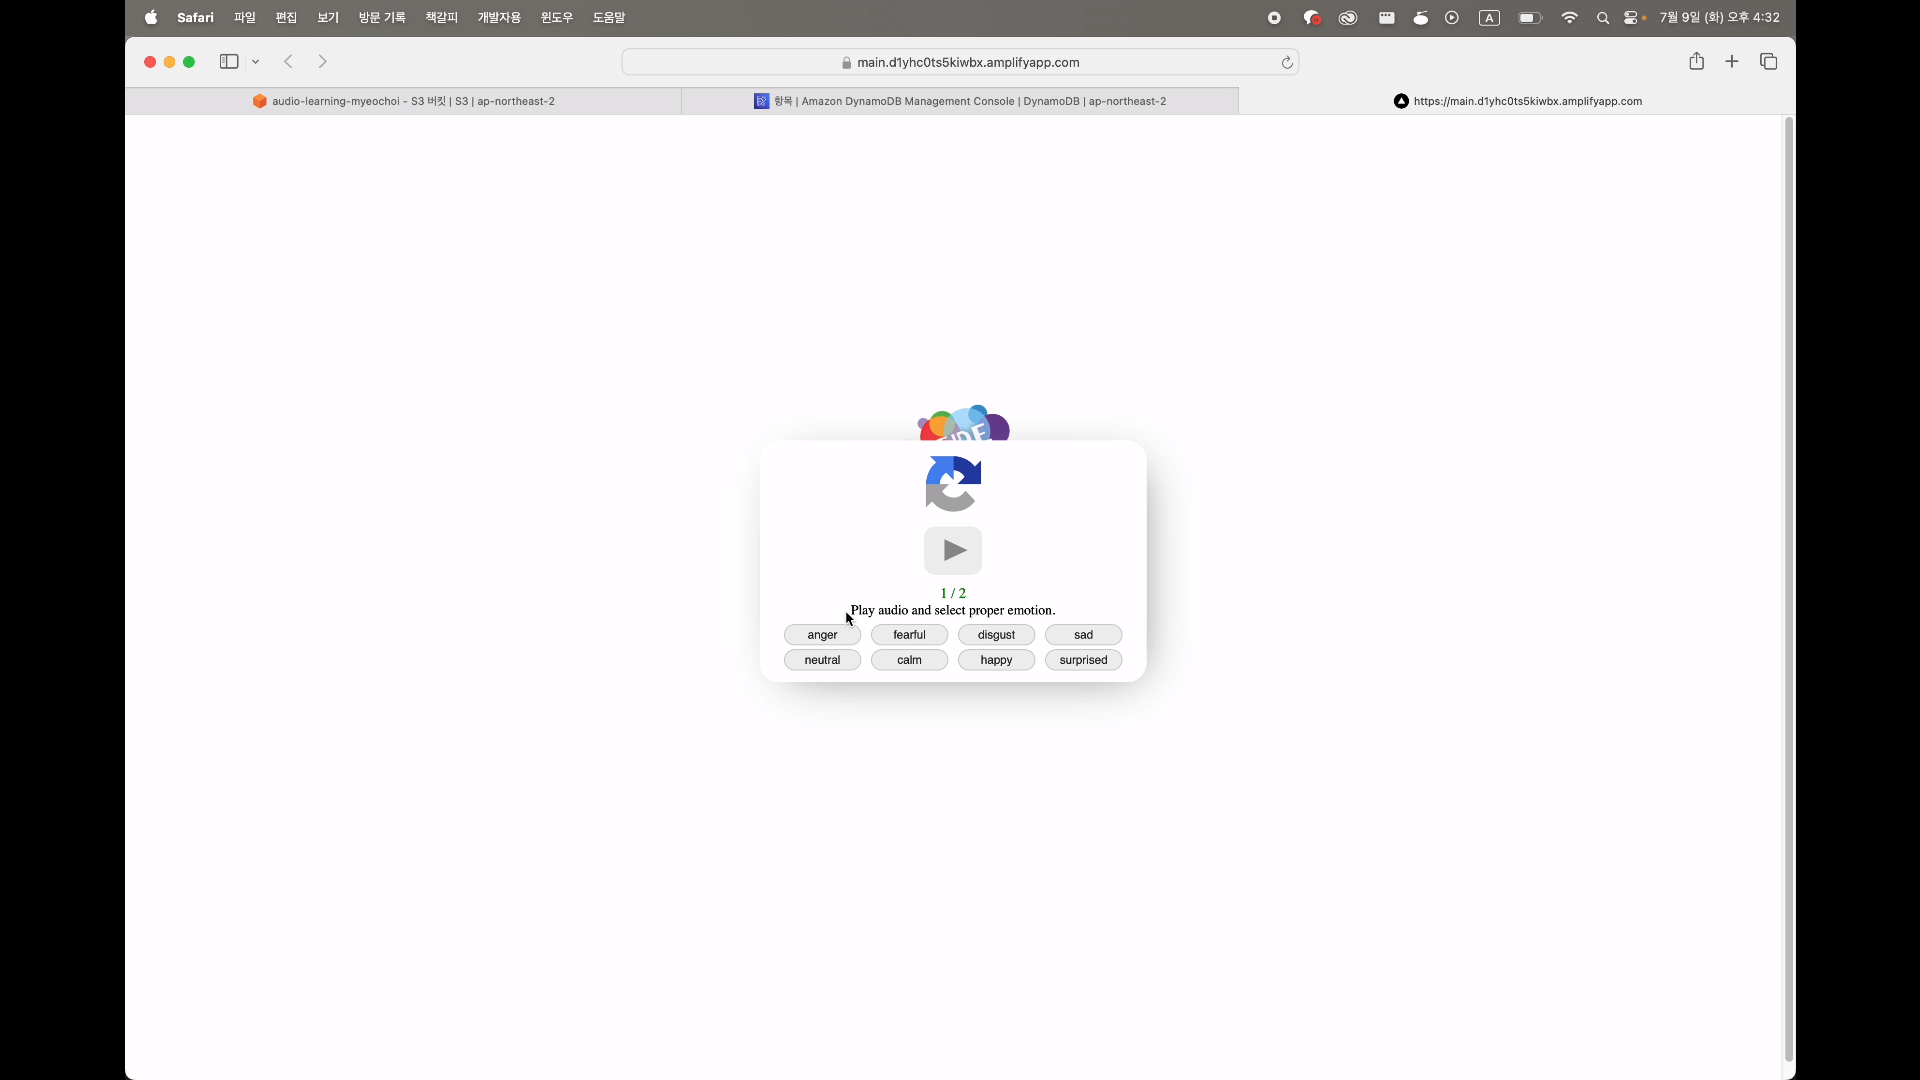 Safari 파일 편집 보기 방문 기록 책갈피 개발자용 윈도우 도움말 A 7월 9일 (화) 오후 4:32
main.d1yhc0ts5kiwbx.amplifyapp.com
audio-learning-myeochoi - S3 버킷 | S3 | ap-northeast-2
항목 | Amazon DynamoDB Management Console | DynamoDB | ap-northeast-2
https://main.d1yhc0ts5kiwbx.amplifyapp.com
1 / 2
Play audio and select proper emotion.
anger fearful disgust sad
neutral calm happy surprised